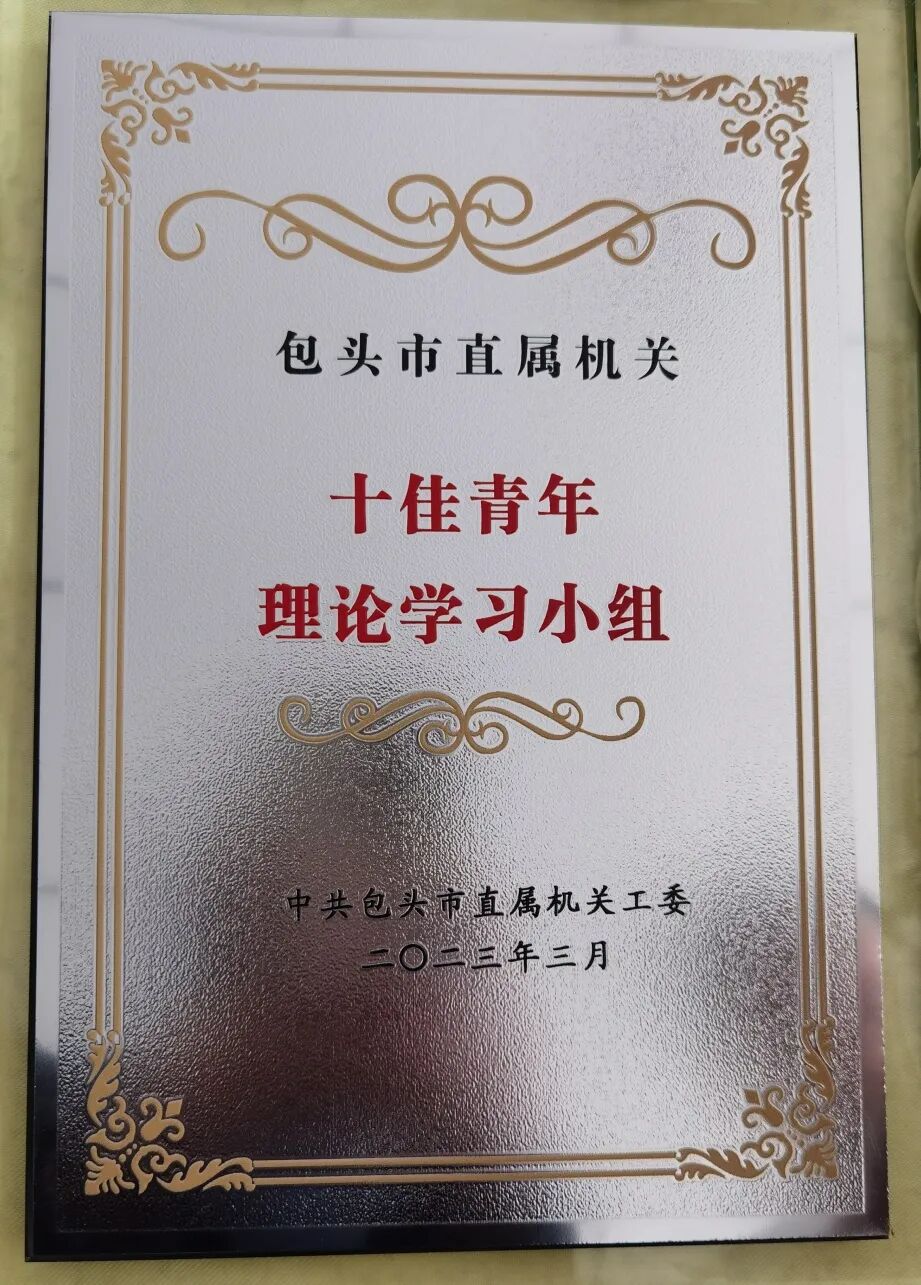 包头市直属机关
十佳青年
理论学习小组
中共包头市直属机关工委
二〇二三年三月